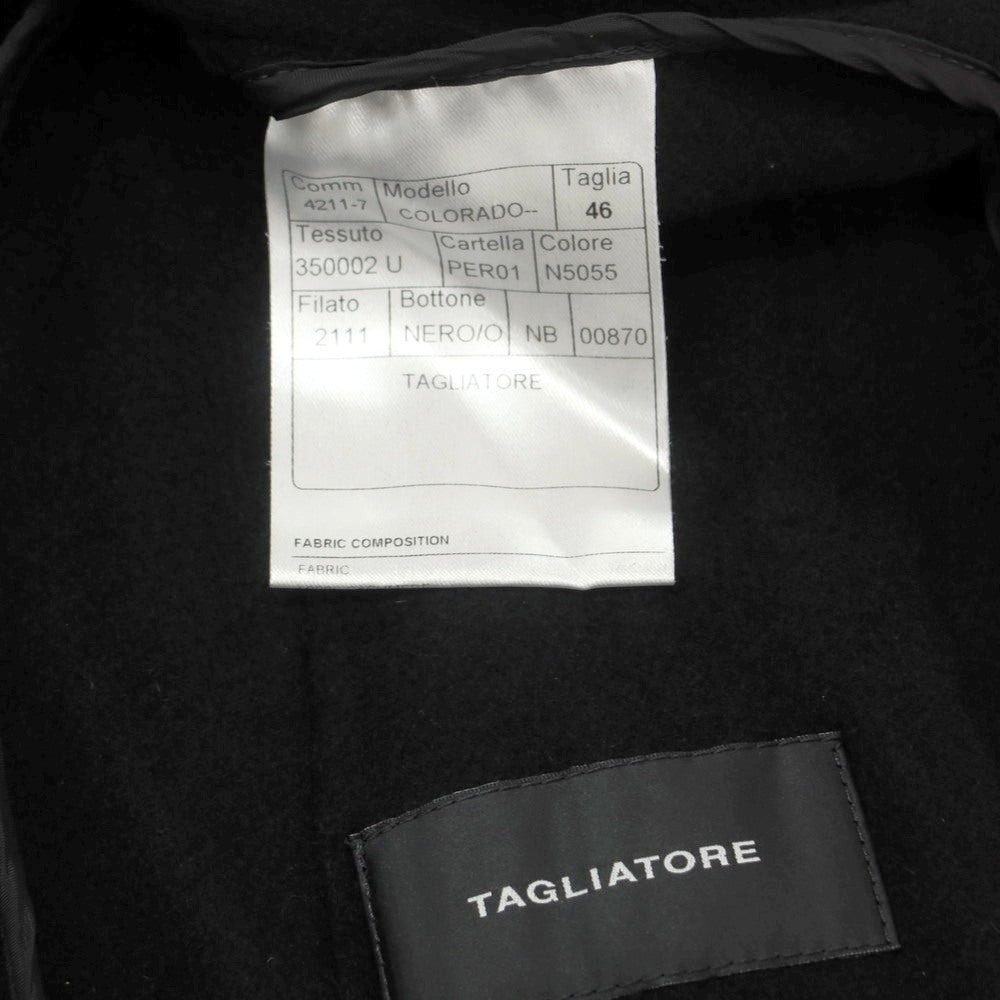 Comm Modello Taglia
4211-7 COLORADO-- 46
Tessuto Cartella Colore
350002 U PER01 N5055
Filato Bottone
2111 NERO/O NB 00870
TAGLIATORE
FABRIC COMPOSITION
FABRIC
TAGLIATORE